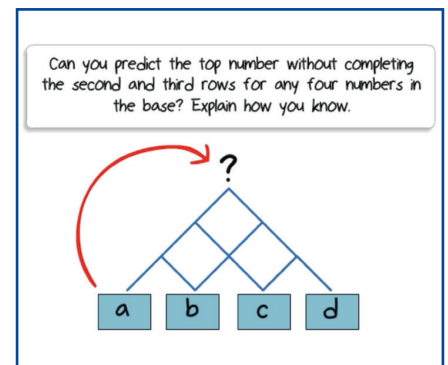 Can you predict the top number without completing
the second and third rows for any four numbers in
the base? Explain how you know.
?
a b c d